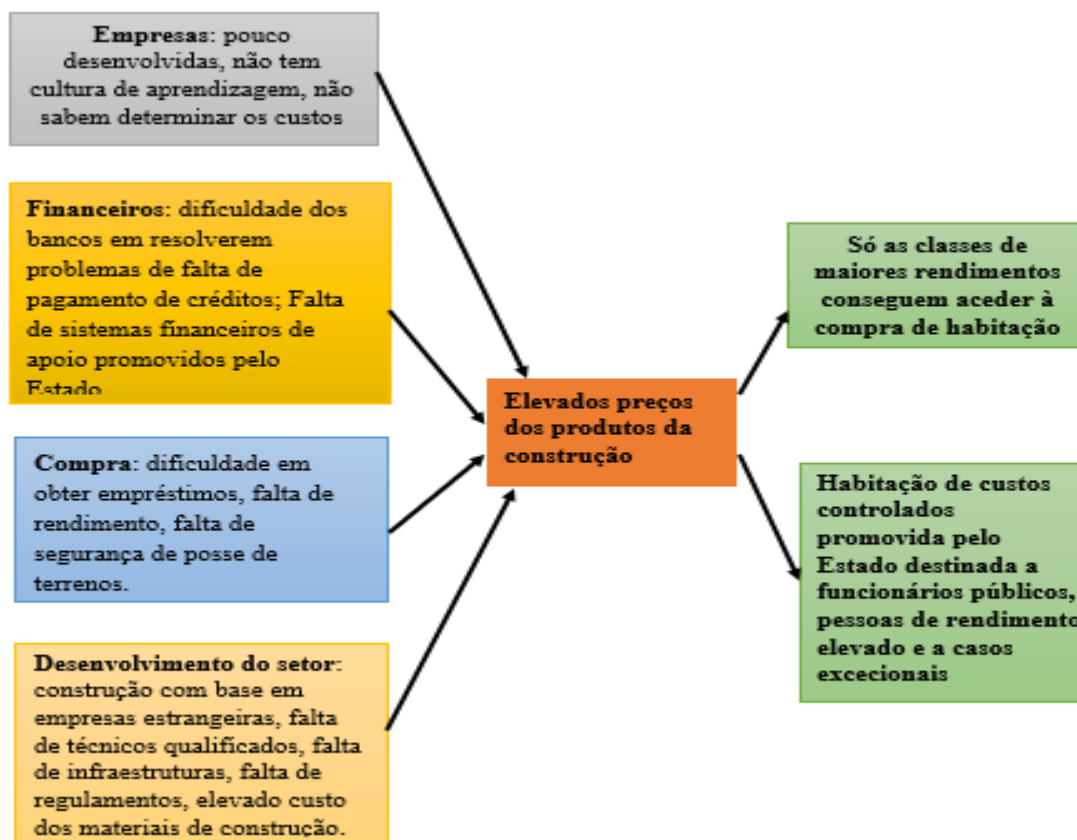 Empresas: pouco
desenvolvidas, não tem
cultura de aprendizagem, não
sabem determinar os custos
Financeiros: dificuldade dos
bancos em resolverem
problemas de falta de
pagamento de créditos; Falta
de sistemas financeiros de
apoio promovidos pelo
Estado
Compra: dificuldade em
obter empréstimos, falta de
rendimento, falta de
segurança de posse de
terrenos.
Desenvolvimento do setor:
construção com base em
empresas estrangeiras, falta
de técnicos qualificados, falta
de infraestruturas, falta de
regulamentos, elevado custo
dos materiais de construção.
Elevados preços
dos produtos da
construção
Só as classes de
maiores rendimentos
conseguem aceder à
compra de habitação
Habitação de custos
controlados
promovida pelo
Estado destinada a
funcionários públicos,
pessoas de rendimento
elevado e a casos
excecionais